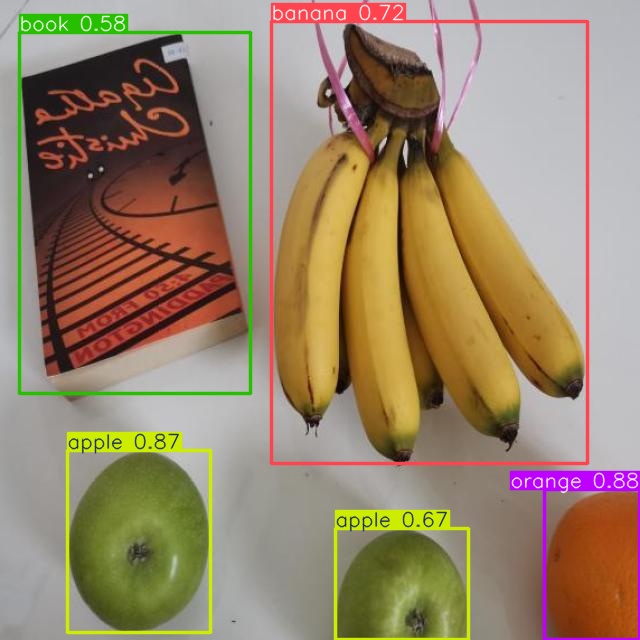 book 0.58
banana 0.72
Agatha
Christie
4:50 FROM
PADDINGTON
apple 0.87
apple 0.67
orange 0.88